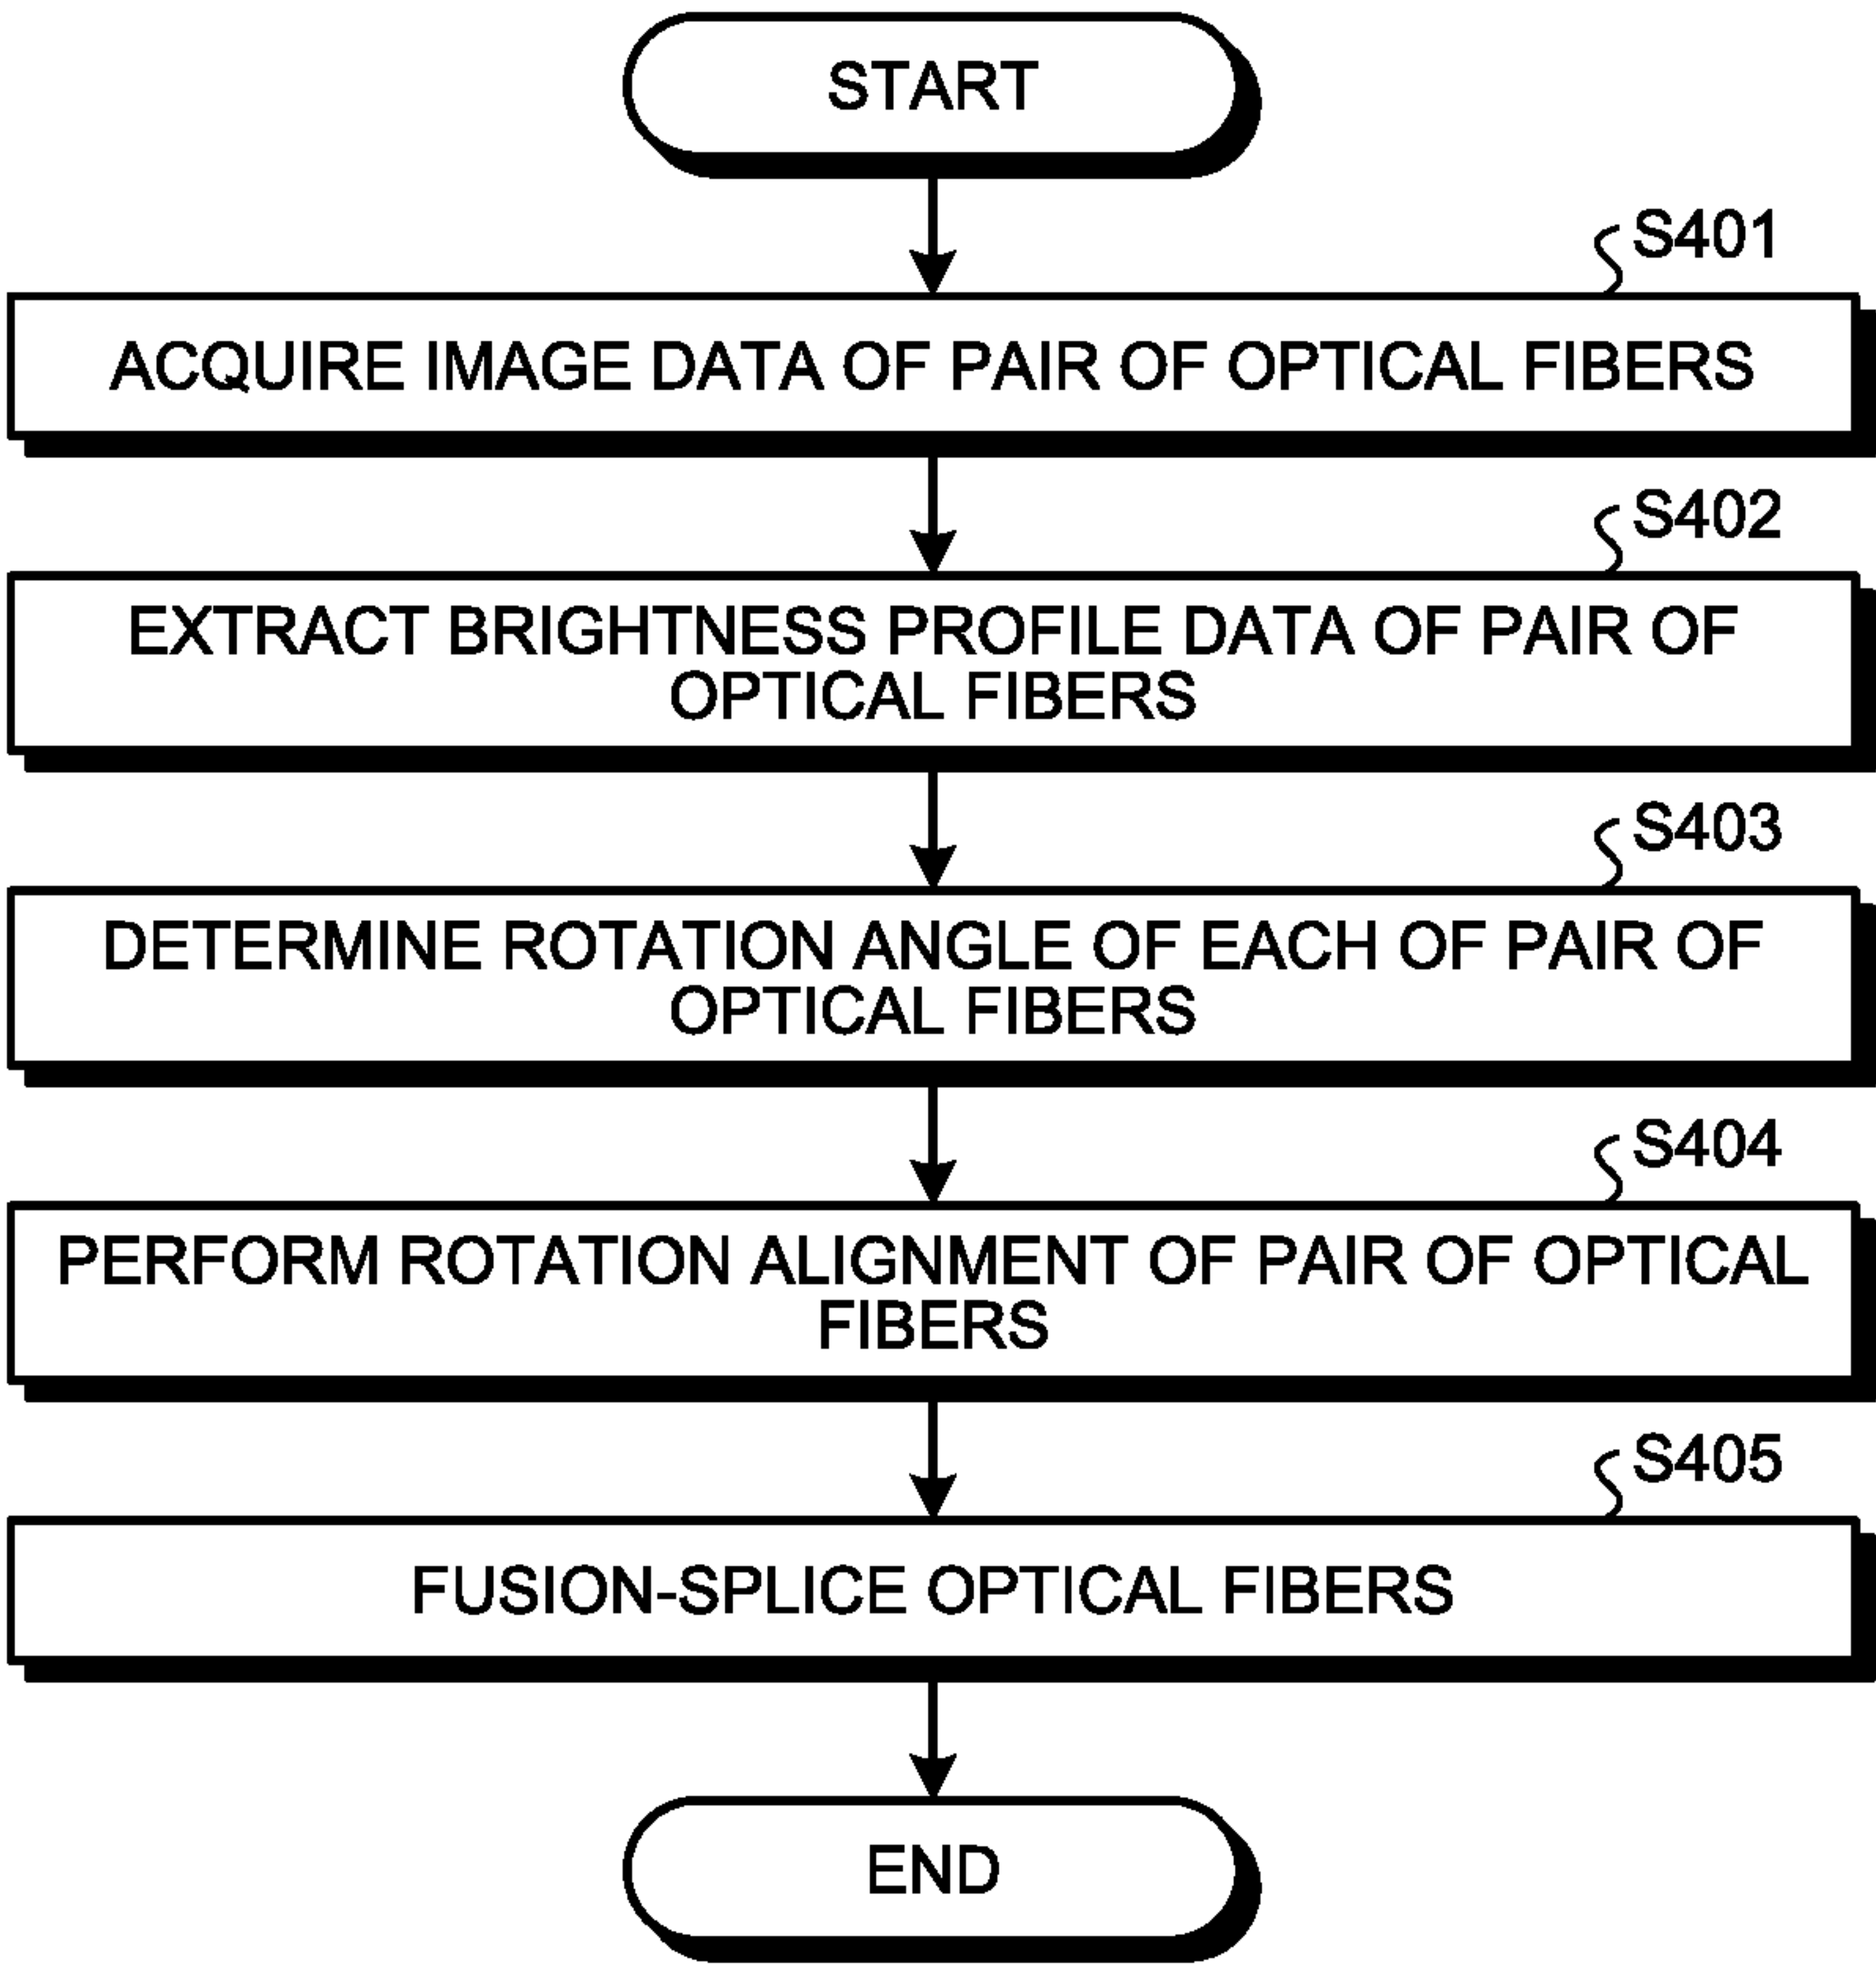 START
S401
ACQUIRE IMAGE DATA OF PAIR OF OPTICAL FIBERS
S402
EXTRACT BRIGHTNESS PROFILE DATA OF PAIR OF
OPTICAL FIBERS
S403
DETERMINE ROTATION ANGLE OF EACH OF PAIR OF
OPTICAL FIBERS
S404
PERFORM ROTATION ALIGNMENT OF PAIR OF OPTICAL
FIBERS
S405
FUSION-SPLICE OPTICAL FIBERS
END